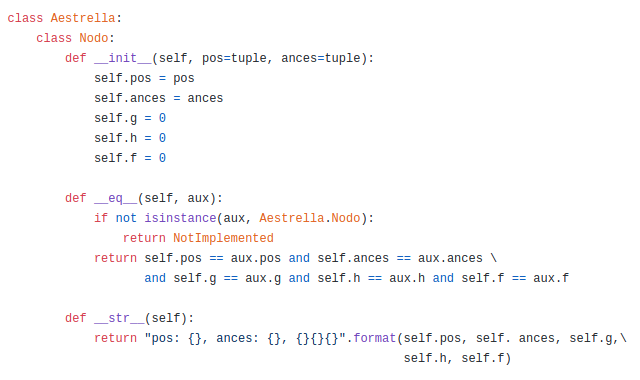 class Aestrella:
    class Nodo:
        def __init__(self, pos=tuple, ances=tuple):
            self.pos = pos
            self.ances = ances
            self.g = 0
            self.h = 0
            self.f = 0

        def __eq__(self, aux):
            if not isinstance(aux, Aestrella.Nodo):
                return NotImplemented
            return self.pos == aux.pos and self.ances == aux.ances \
                   and self.g == aux.g and self.h == aux.h and self.f == aux.f

        def __str__(self):
            return "pos: {}, ances: {}, {}{}{}".format(self.pos, self. ances, self.g,\
                                                       self.h, self.f)